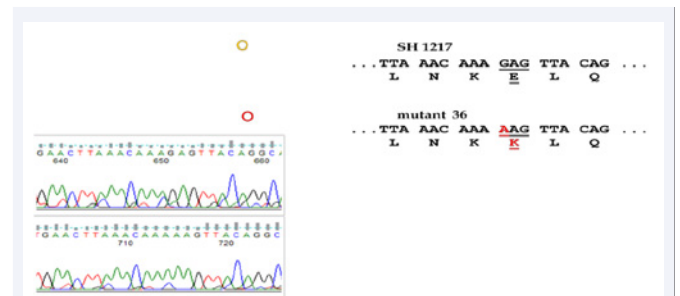 SH 1217
...TTA AAC AAA GAG TTA CAG ...
L N K E L Q
mutant 36
...TTA AAC AAA AAG TTA CAG ...
L N K K L Q
GAACTTAAACAAAGAGTTACAGGC
640 650 660
TGAACTTAAACAAAAAGTTACAGGC
710 720